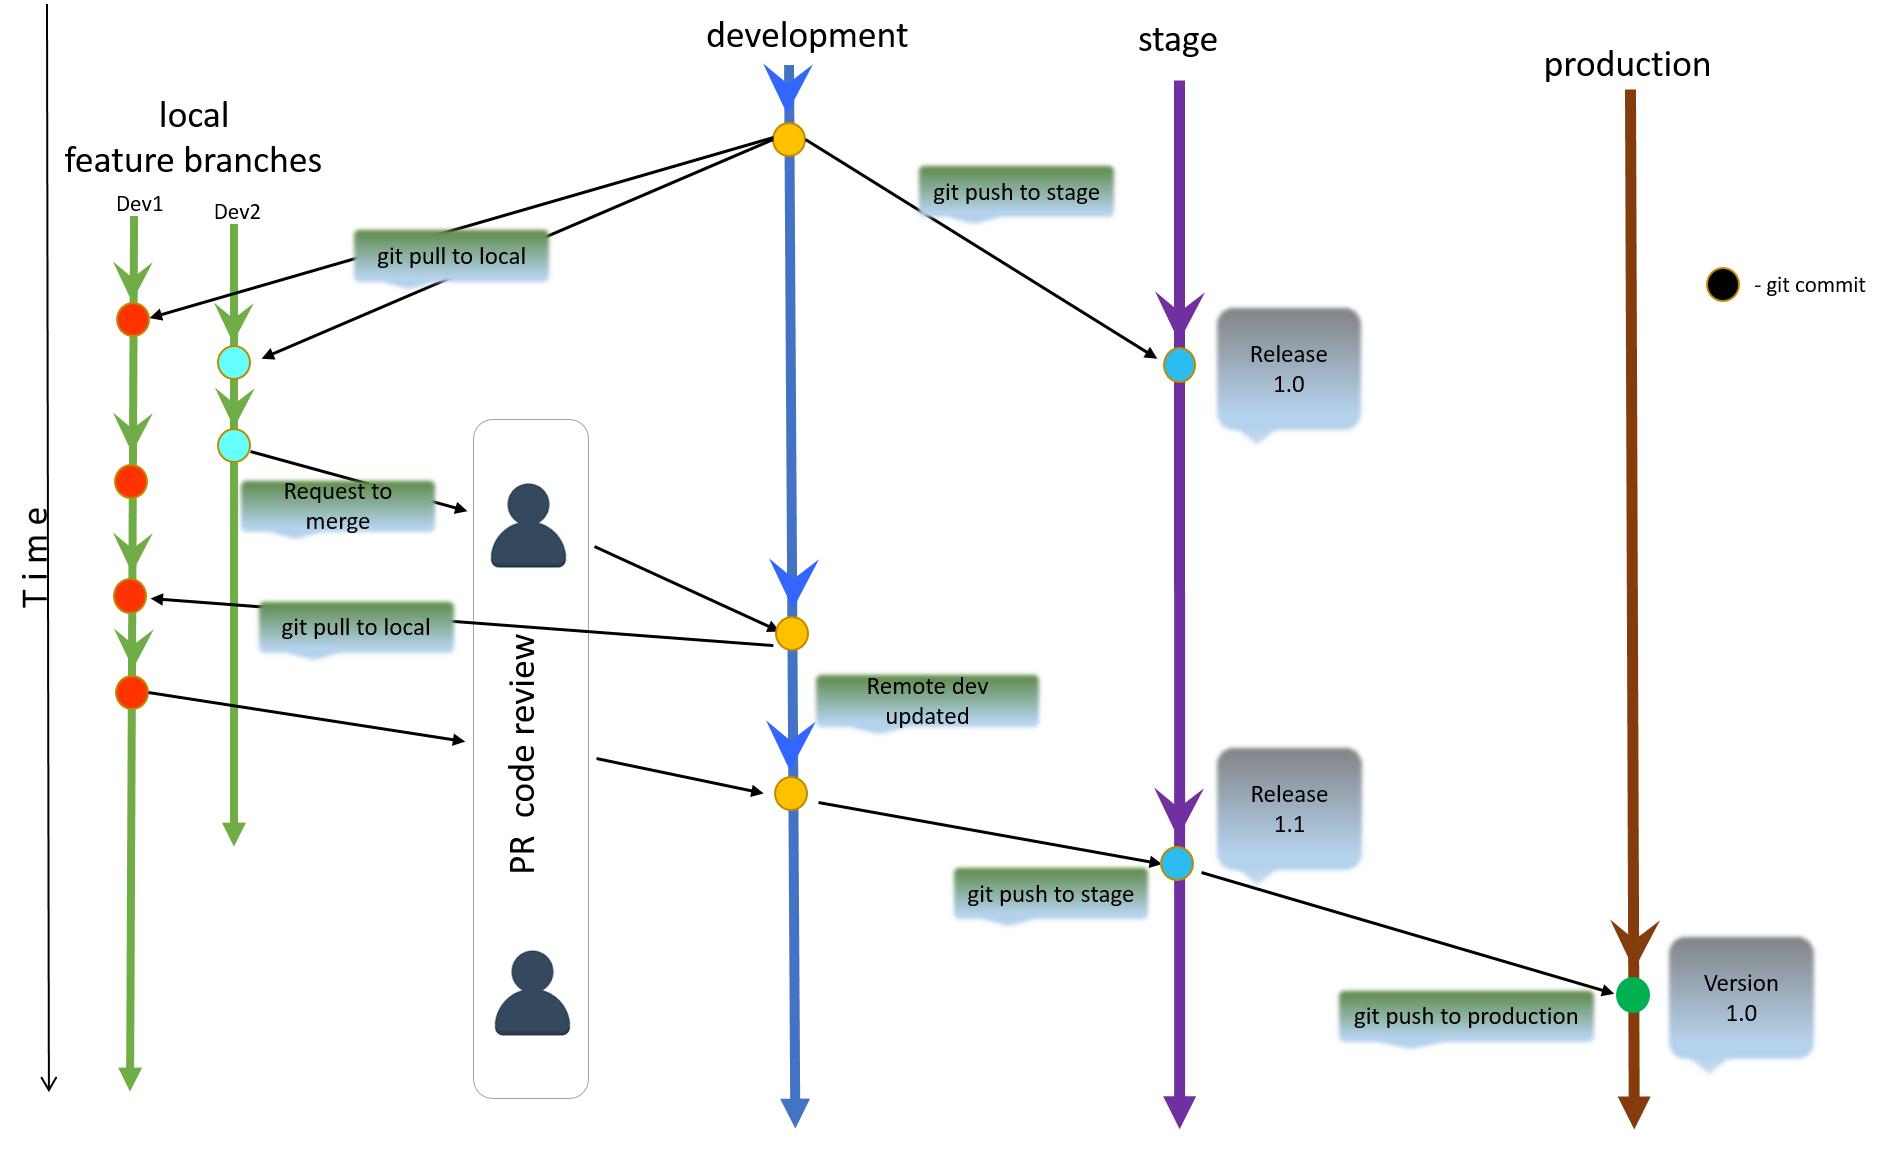 development
stage
production
local
feature branches
Dev1
Dev2
git push to stage
git pull to local
- git commit
Release
1.0
Request to
merge
Time
git pull to local
PR code review
Remote dev
updated
Release
1.1
git push to stage
Version
1.0
git push to production